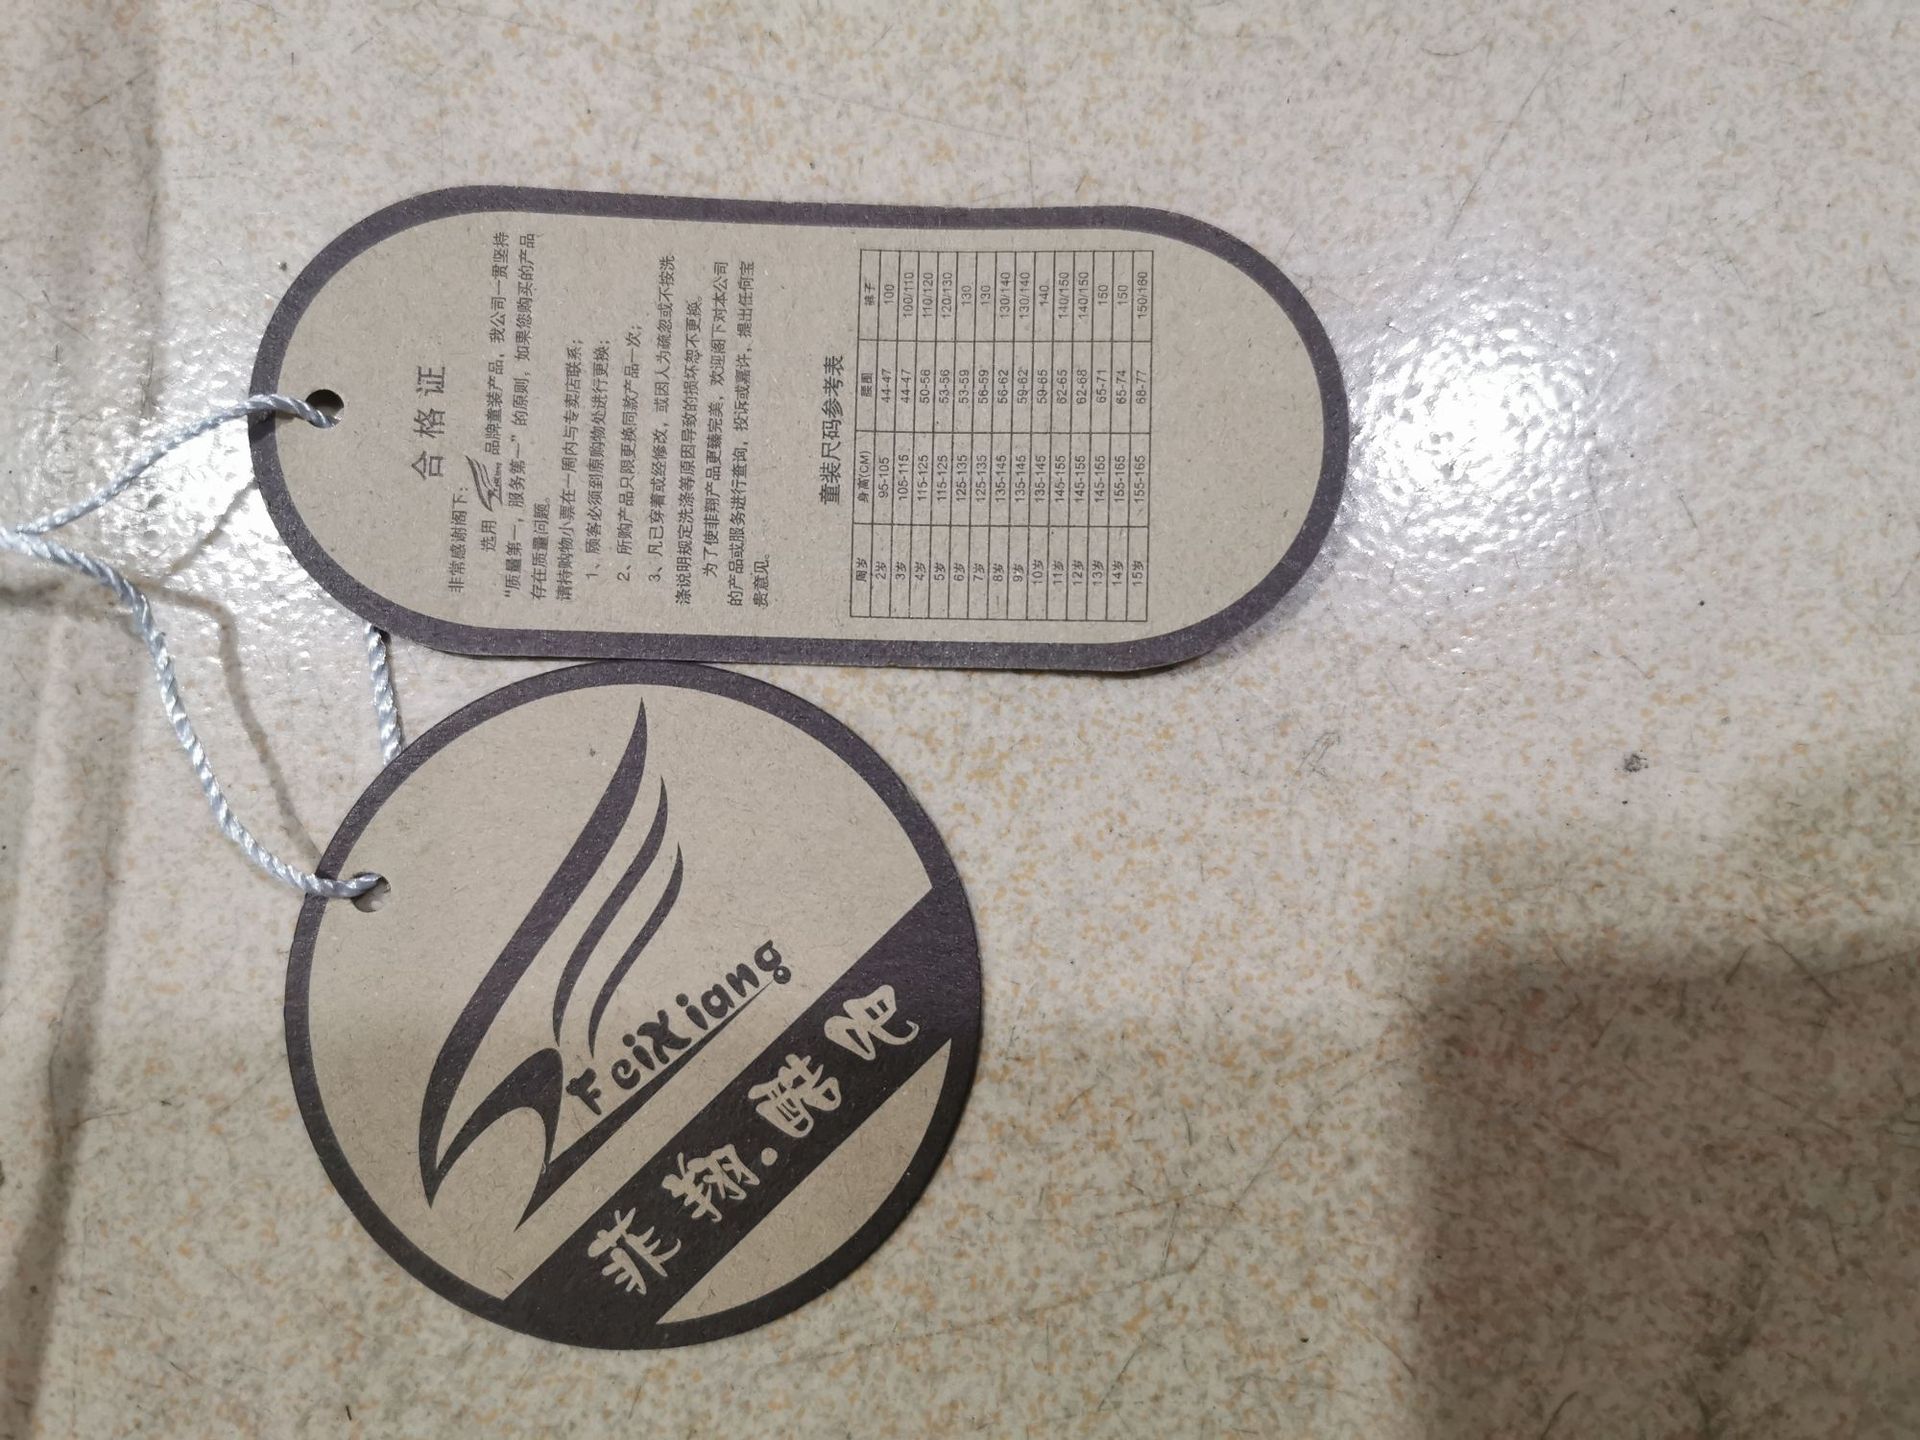 合格证
非常感谢阁下:
选用 FeiXiang 品牌童装产品, 我公司一贯坚持
“质量第一, 服务第一”的原则, 如果您购买的产品
存在质量问题。
请持购物小票在一周内与专卖店联系;
1、顾客必须到原购物处进行更换;
2、所购产品只限更换同款产品一次;
3、凡已穿着或经修改, 或因人为疏忽或不按洗
涤说明规定洗涤等原因导致的损坏恕不更换。
为了使菲翔产品更臻完美, 欢迎阁下对本公司
的产品或服务进行查询, 投诉或嘉许, 提出任何宝
贵意见。
童装尺码参考表
周岁 身高(CM) 腰围 裤子
2岁 95-105 44-47 100
3岁 105-115 44-47 100/110
4岁 115-125 50-56 110/120
5岁 115-125 53-56 120/130
6岁 125-135 53-59 130
7岁 125-135 56-59 130
8岁 135-145 56-62 130/140
9岁 135-145 59-62 130/140
10岁 135-145 59-65 140
11岁 145-155 62-65 140/150
12岁 145-155 62-68 140/150
13岁 145-155 65-71 150
14岁 155-165 65-74 150
15岁 155-165 68-77 150/160
FeiXiang
菲翔·酷儿